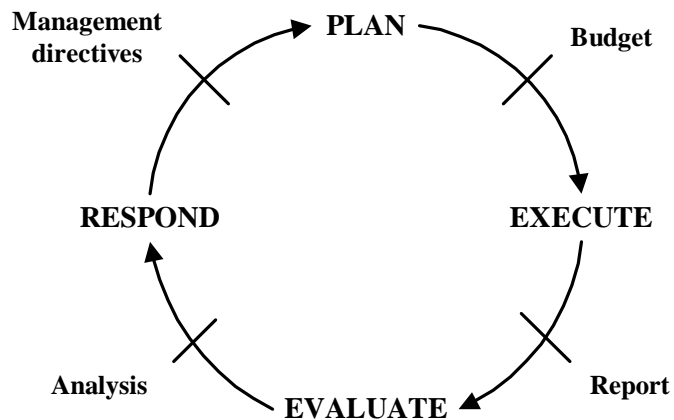 Management
directives
PLAN
Budget
RESPOND
EXECUTE
Analysis
EVALUATE
Report